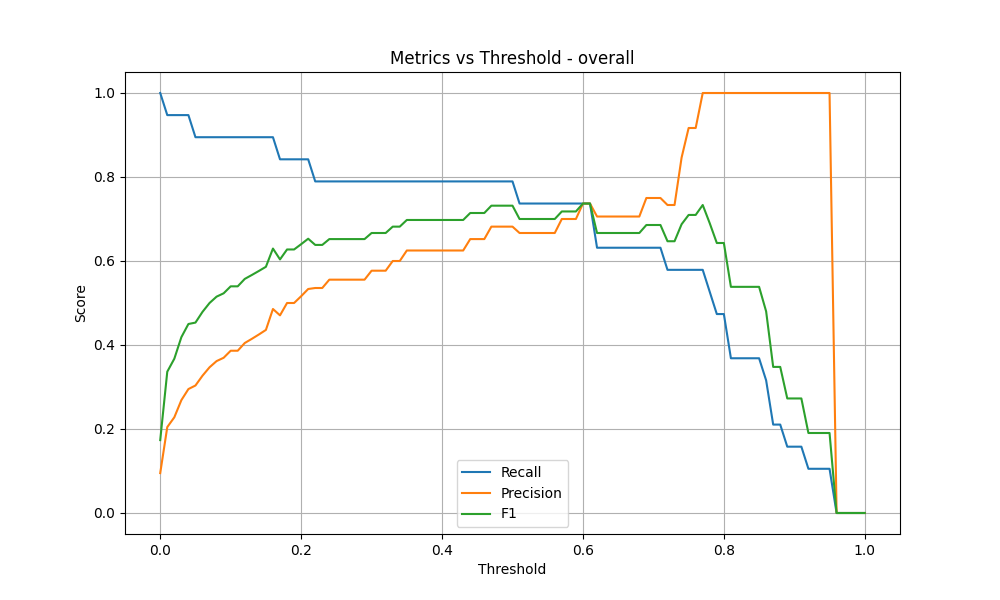 Metrics vs Threshold - overall
1.0
0.8
0.6
0.4
0.2
0.0
Score
Recall
Precision
F1
0.0 0.2 0.4 0.6 0.8 1.0
Threshold